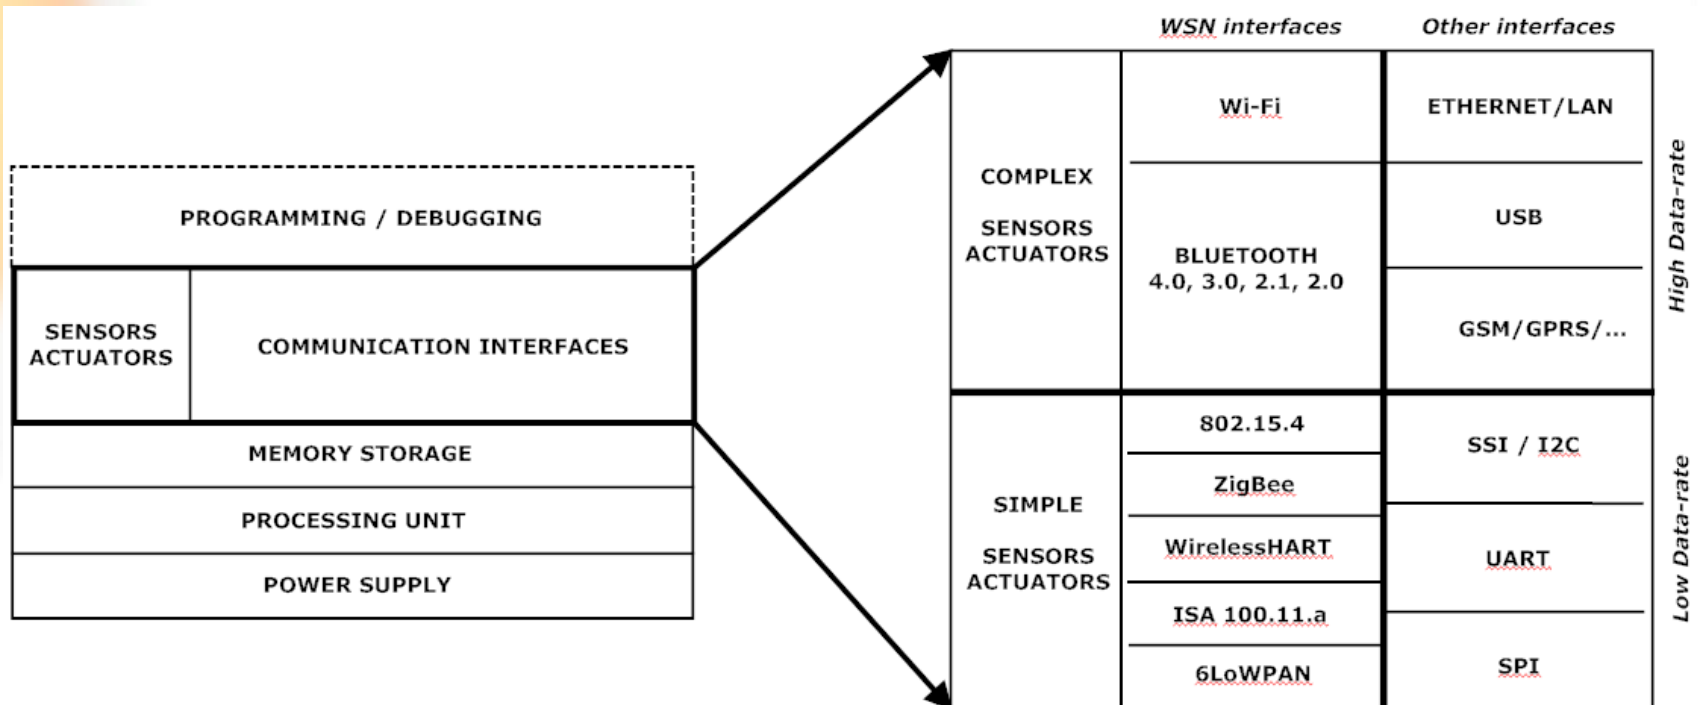 PROGRAMMING / DEBUGGING
SENSORS
ACTUATORS
COMMUNICATION INTERFACES
MEMORY STORAGE
PROCESSING UNIT
POWER SUPPLY
WSN interfaces
Other interfaces
COMPLEX
SENSORS
ACTUATORS
Wi-Fi
BLUETOOTH
4.0, 3.0, 2.1, 2.0
ETHERNET/LAN
USB
GSM/GPRS/...
High Data-rate
SIMPLE
SENSORS
ACTUATORS
802.15.4
ZigBee
WirelessHART
ISA 100.11.a
6LoWPAN
SSI / I2C
UART
SPI
Low Data-rate